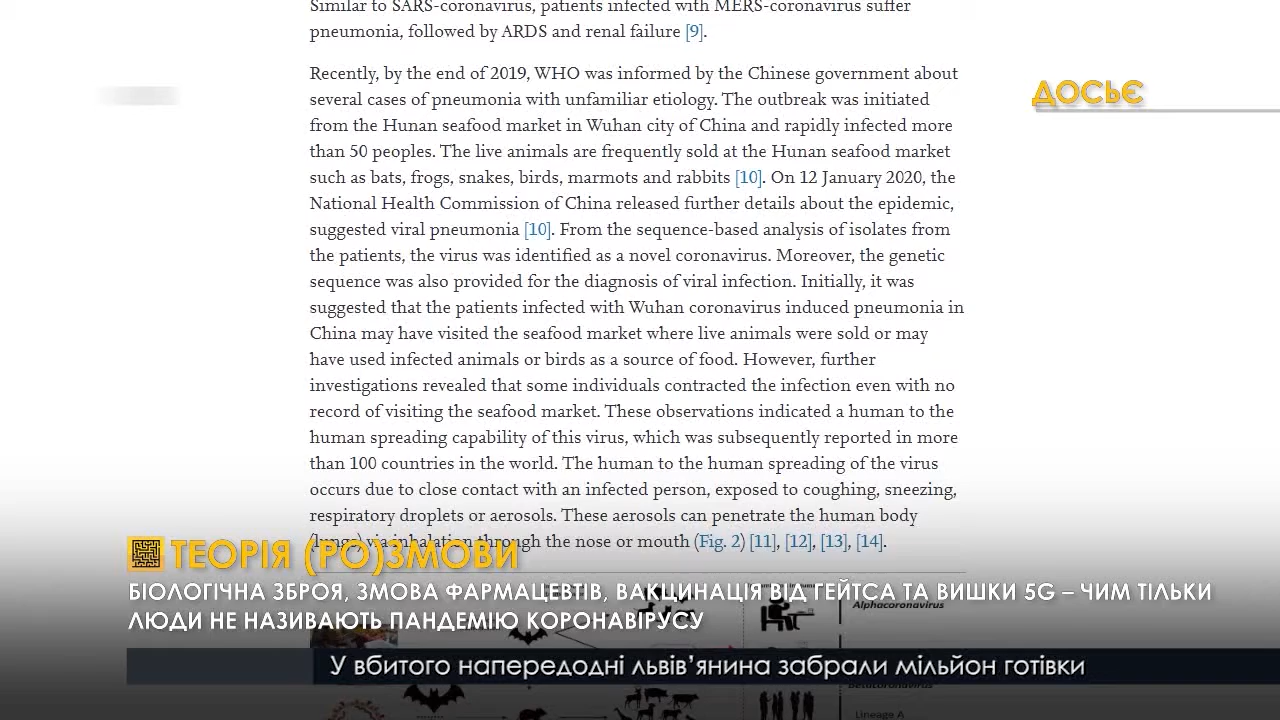 Similar to SARS-coronavirus, patients infected with MERS-coronavirus suffer
pneumonia, followed by ARDS and renal failure [9].
Recently, by the end of 2019, WHO was informed by the Chinese government about
several cases of pneumonia with unfamiliar etiology. The outbreak was initiated
from the Hunan seafood market in Wuhan city of China and rapidly infected more
than 50 peoples. The live animals are frequently sold at the Hunan seafood market
such as bats, frogs, snakes, birds, marmots and rabbits [10]. On 12 January 2020, the
National Health Commission of China released further details about the epidemic,
suggested viral pneumonia [10]. From the sequence-based analysis of isolates from
the patients, the virus was identified as a novel coronavirus. Moreover, the genetic
sequence was also provided for the diagnosis of viral infection. Initially, it was
suggested that the patients infected with Wuhan coronavirus induced pneumonia in
China may have visited the seafood market where live animals were sold or may
have used infected animals or birds as a source of food. However, further
investigations revealed that some individuals contracted the infection even with no
record of visiting the seafood market. These observations indicated a human to the
human spreading capability of this virus, which was subsequently reported in more
than 100 countries in the world. The human to the human spreading of the virus
occurs due to close contact with an infected person, exposed to coughing, sneezing,
respiratory droplets or aerosols. These aerosols can penetrate the human body
(lungs) via inhalation through the nose or mouth (Fig. 2) [11], [12], [13], [14].
ДОСЬЄ
ТЕОРІЯ (РО)ЗМОВИ
БІОЛОГІЧНА ЗБРОЯ, ЗМОВА ФАРМАЦЕВТІВ, ВАКЦИНАЦІЯ ВІД ГЕЙТСА ТА ВИШКИ 5G – ЧИМ ТІЛЬКИ
ЛЮДИ НЕ НАЗИВАЮТЬ ПАНДЕМІЮ КОРОНАВІРУСУ
Alphacoronavirus
У вбитого напередодні львів'янина забрали мільйон готівки
Betacoronavirus
Lineage A